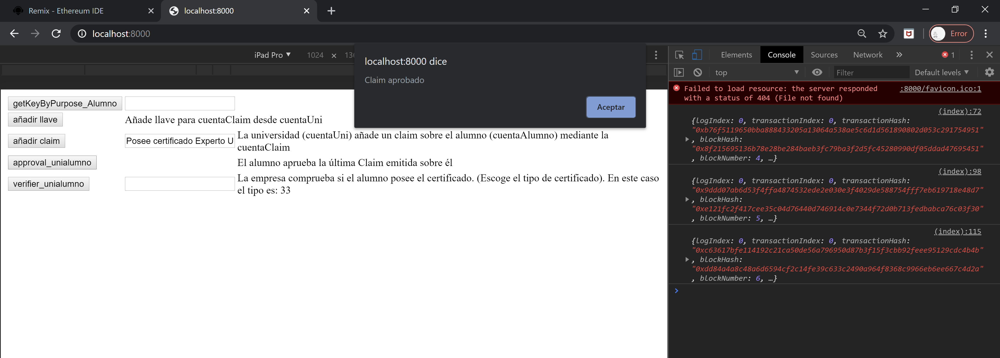 Remix - Ethereum IDE
localhost:8000
localhost:8000
Error
iPad Pro ▼ 1024 ×
localhost:8000 dice
Claim aprobado
Aceptar
getKeyByPurpose_Alumno
añadir llave Añade llave para cuentaClaim desde cuentaUni
añadir claim Posee certificado Experto U La universidad (cuentaUni) añade un claim sobre el alumno (cuentaAlumno) mediante la
cuentaClaim
approval_unialumno El alumno aprueba la última Claim emitida sobre él
verifier_unialumno La empresa comprueba si el alumno posee el certificado. (Escoge el tipo de certificado). En este caso
el tipo es: 33
Elements Console Sources Network » 1
top ▼ Filter Default levels ▼
Failed to load resource: the server responded :8000/favicon.ico:1
with a status of 404 (File not found)
(index):72
{logIndex: 0, transactionIndex: 0, transactionHash:
"0xb76f5119650bba888433205a13064a538ae5c6d1d561890802d053c291754951"
, blockHash:
"0x8f215695136b78e28be284baeb3fc79ba3f2d5fc45280990df05ddad47695451"
, blockNumber: 4, …}
(index):98
{logIndex: 0, transactionIndex: 0, transactionHash:
"0x9ddd07ab6d53f4ffa4874532ede2e030e3f4029de588754fff7eb619718e48d7"
, blockHash:
"0xe121fc2f417cee35c04d76440d746914c0e7344f72d0b713fedbabca76c03f30"
, blockNumber: 5, …}
(index):115
{logIndex: 0, transactionIndex: 0, transactionHash:
"0xc63617bfe114192c21ca50de56a796950d87b3f15f3cbb92feee95129cdc4b4b"
, blockHash:
"0xdd84a4a8c48a6d6594cf2c14fe39c633c2490a964f8368c9966eb6ee667c4d2a"
, blockNumber: 6, …}